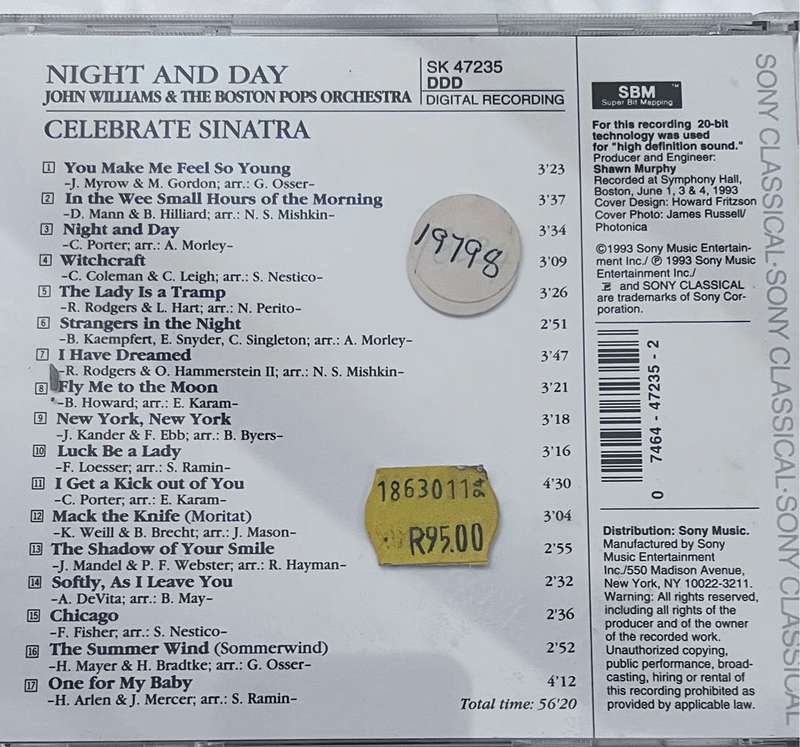 NIGHT AND DAY
JOHN WILLIAMS & THE BOSTON POPS ORCHESTRA
CELEBRATE SINATRA
SK 47235
DDD
DIGITAL RECORDING
1 You Make Me Feel So Young 3'23
-J. Myrow & M. Gordon; arr.: G. Osser-
2 In the Wee Small Hours of the Morning 3'37
-D. Mann & B. Hilliard; arr.: N. S. Mishkin-
3 Night and Day 3'34
-C. Porter; arr.: A. Morley-
4 Witchcraft 3'09
-C. Coleman & C. Leigh; arr.: S. Nestico-
5 The Lady Is a Tramp 3'26
-R. Rodgers & L. Hart; arr.: N. Perito-
6 Strangers in the Night 2'51
-B. Kaempfert, E. Snyder, C. Singleton; arr.: A. Morley-
7 I Have Dreamed 3'47
-R. Rodgers & O. Hammerstein II; arr.: N. S. Mishkin-
8 Fly Me to the Moon 3'21
-B. Howard; arr.: E. Karam-
9 New York, New York 3'18
-J. Kander & F. Ebb; arr.: B. Byers-
10 Luck Be a Lady 3'16
-F. Loesser; arr.: S. Ramin-
11 I Get a Kick out of You 4'30
-C. Porter; arr.: E. Karam-
12 Mack the Knife (Moritat) 3'04
-K. Weill & B. Brecht; arr.: J. Mason-
13 The Shadow of Your Smile 2'55
-J. Mandel & P. F. Webster; arr.: R. Hayman-
14 Softly, As I Leave You 2'32
-A. DeVita; arr.: B. May-
15 Chicago 2'36
-F. Fisher; arr.: S. Nestico-
16 The Summer Wind (Sommerwind) 2'52
-H. Mayer & H. Bradtke; arr.: G. Osser-
17 One for My Baby 4'12
-H. Arlen & J. Mercer; arr.: S. Ramin-
Total time: 56'20
19798
18630112
R95.00
SBM™
Super Bit Mapping
For this recording 20-bit
technology was used
for "high definition sound."
Producer and Engineer:
Shawn Murphy
Recorded at Symphony Hall,
Boston, June 1, 3 & 4, 1993
Cover Design: Howard Fritzson
Cover Photo: James Russell/
Photonica
©1993 Sony Music Entertain-
ment Inc./ ℗ 1993 Sony Music
Entertainment Inc./
and SONY CLASSICAL
are trademarks of Sony Cor-
poration.
0 7464-47235-2
Distribution: Sony Music.
Manufactured by Sony
Music Entertainment
Inc./550 Madison Avenue,
New York, NY 10022-3211.
Warning: All rights reserved,
including all rights of the
producer and of the owner
of the recorded work.
Unauthorized copying,
public performance, broad-
casting, hiring or rental of
this recording prohibited as
provided by applicable law.
SONY CLASSICAL·SONY CLASSICAL·SONY CLASSICAL